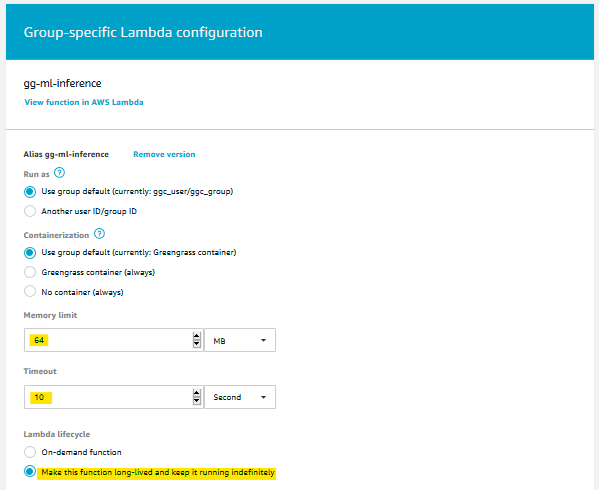 Group-specific Lambda configuration
gg-ml-inference
View function in AWS Lambda
Alias gg-ml-inference Remove version
Run as ?
Use group default (currently: ggc_user/ggc_group)
Another user ID/group ID
Containerization ?
Use group default (currently: Greengrass container)
Greengrass container (always)
No container (always)
Memory limit
64 MB
Timeout
10 Second
Lambda lifecycle
On-demand function
Make this function long-lived and keep it running indefinitely